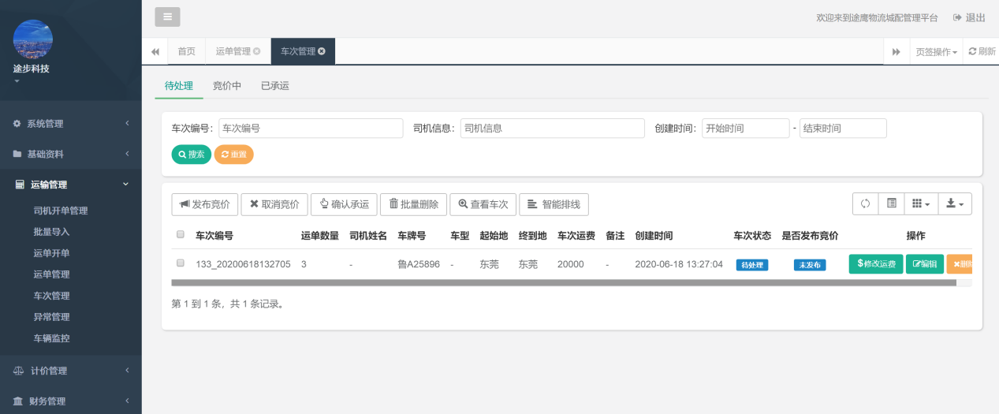 欢迎来到途鹰物流城配管理平台 退出
途步科技
首页 运单管理 车次管理 页签操作 刷新
系统管理
基础资料
运输管理
司机开单管理
批量导入
运单开单
运单管理
车次管理
异常管理
车辆监控
计价管理
财务管理
待处理 竞价中 已承运
车次编号： 车次编号 司机信息： 司机信息 创建时间： 开始时间 - 结束时间
搜索 重置
发布竞价 取消竞价 确认承运 批量删除 查看车次 智能排线
车次编号 运单数量 司机姓名 车牌号 车型 起始地 终到地 车次运费 备注 创建时间 车次状态 是否发布竞价 操作
133_20200618132705 3 - 鲁A25896 - 东莞 东莞 20000 - 2020-06-18 13:27:04 待处理 未发布 $修改运费 编辑 删除
第 1 到 1 条，共 1 条记录。